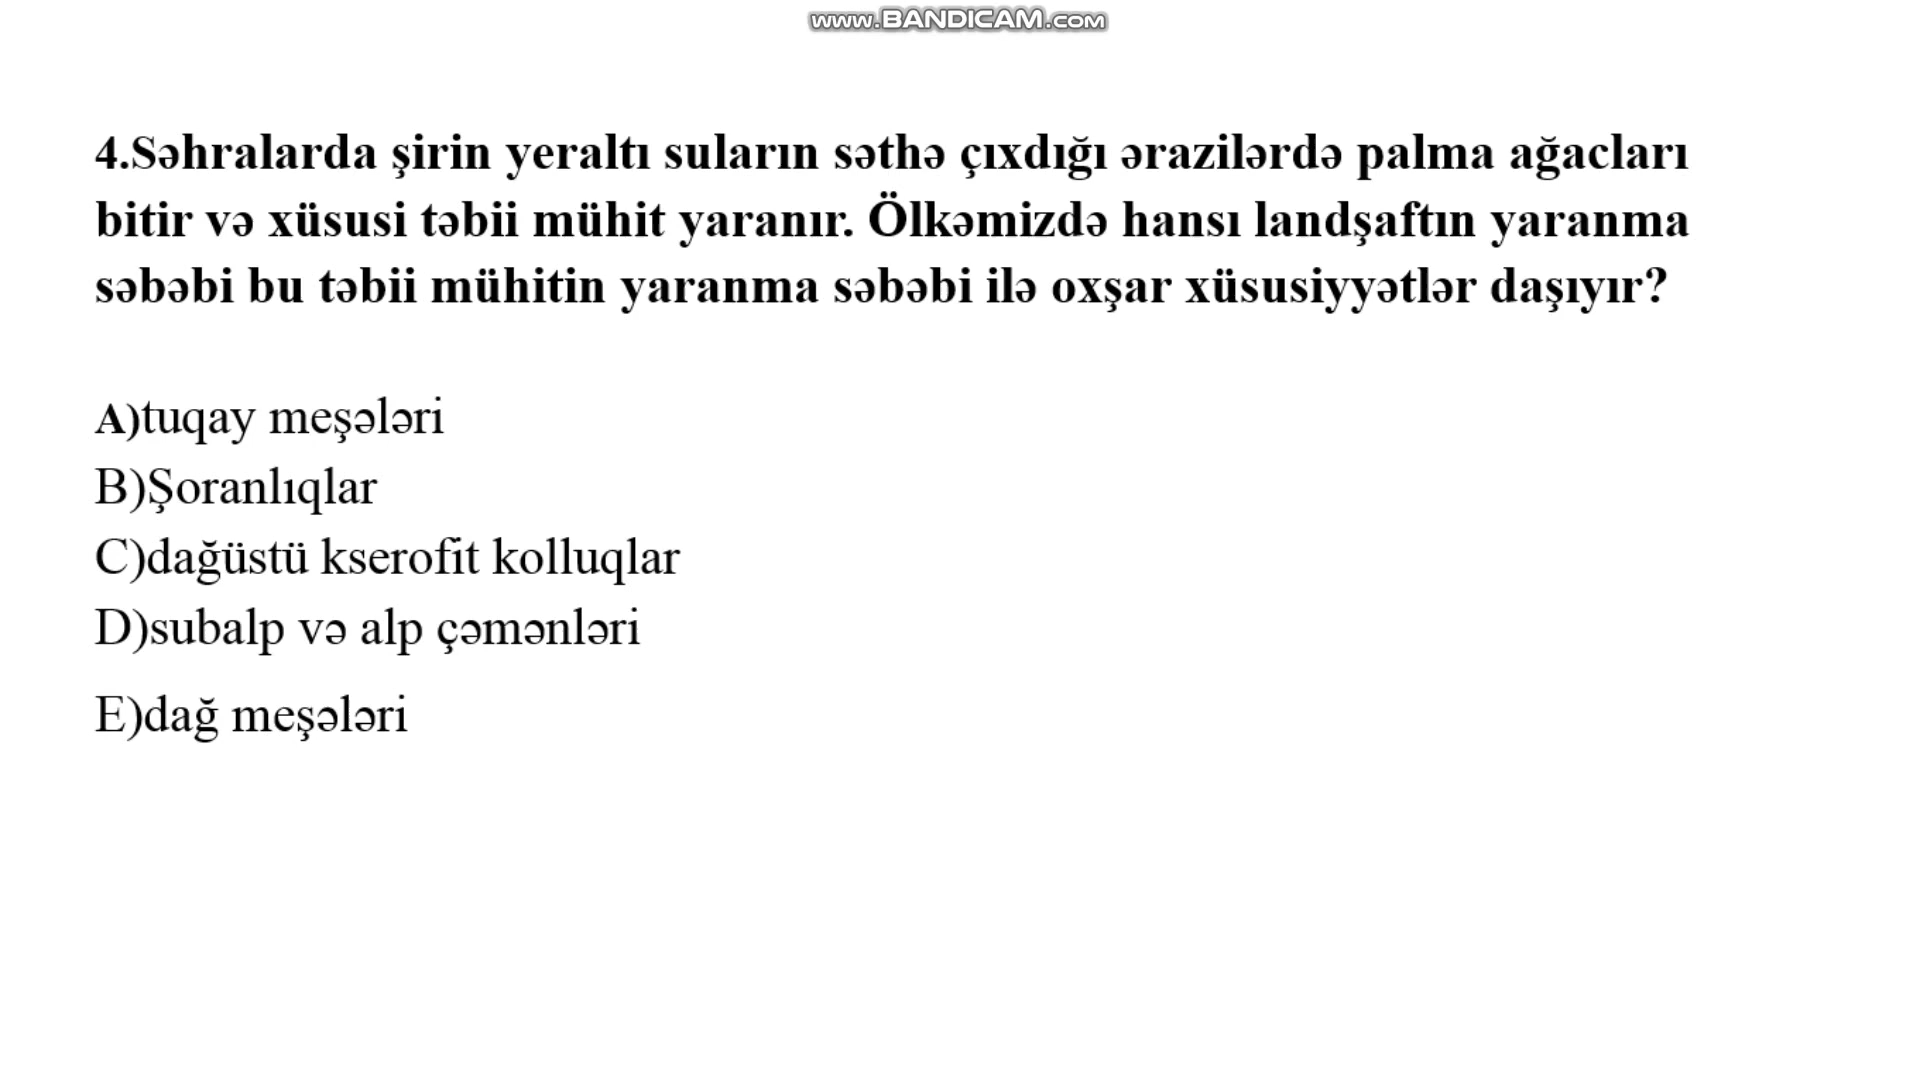 www.BANDICAM.com
4.Səhralarda şirin yeraltı suların səthə çıxdığı ərazilərdə palma ağacları
bitir və xüsusi təbii mühit yaranır. Ölkəmizdə hansı landşaftın yaranma
səbəbi bu təbii mühitin yaranma səbəbi ilə oxşar xüsusiyyətlər daşıyır?
A)tuqay meşələri
B)Şoranlıqlar
C)dağüstü kserofit kolluqlar
D)subalp və alp çəmənləri
E)dağ meşələri